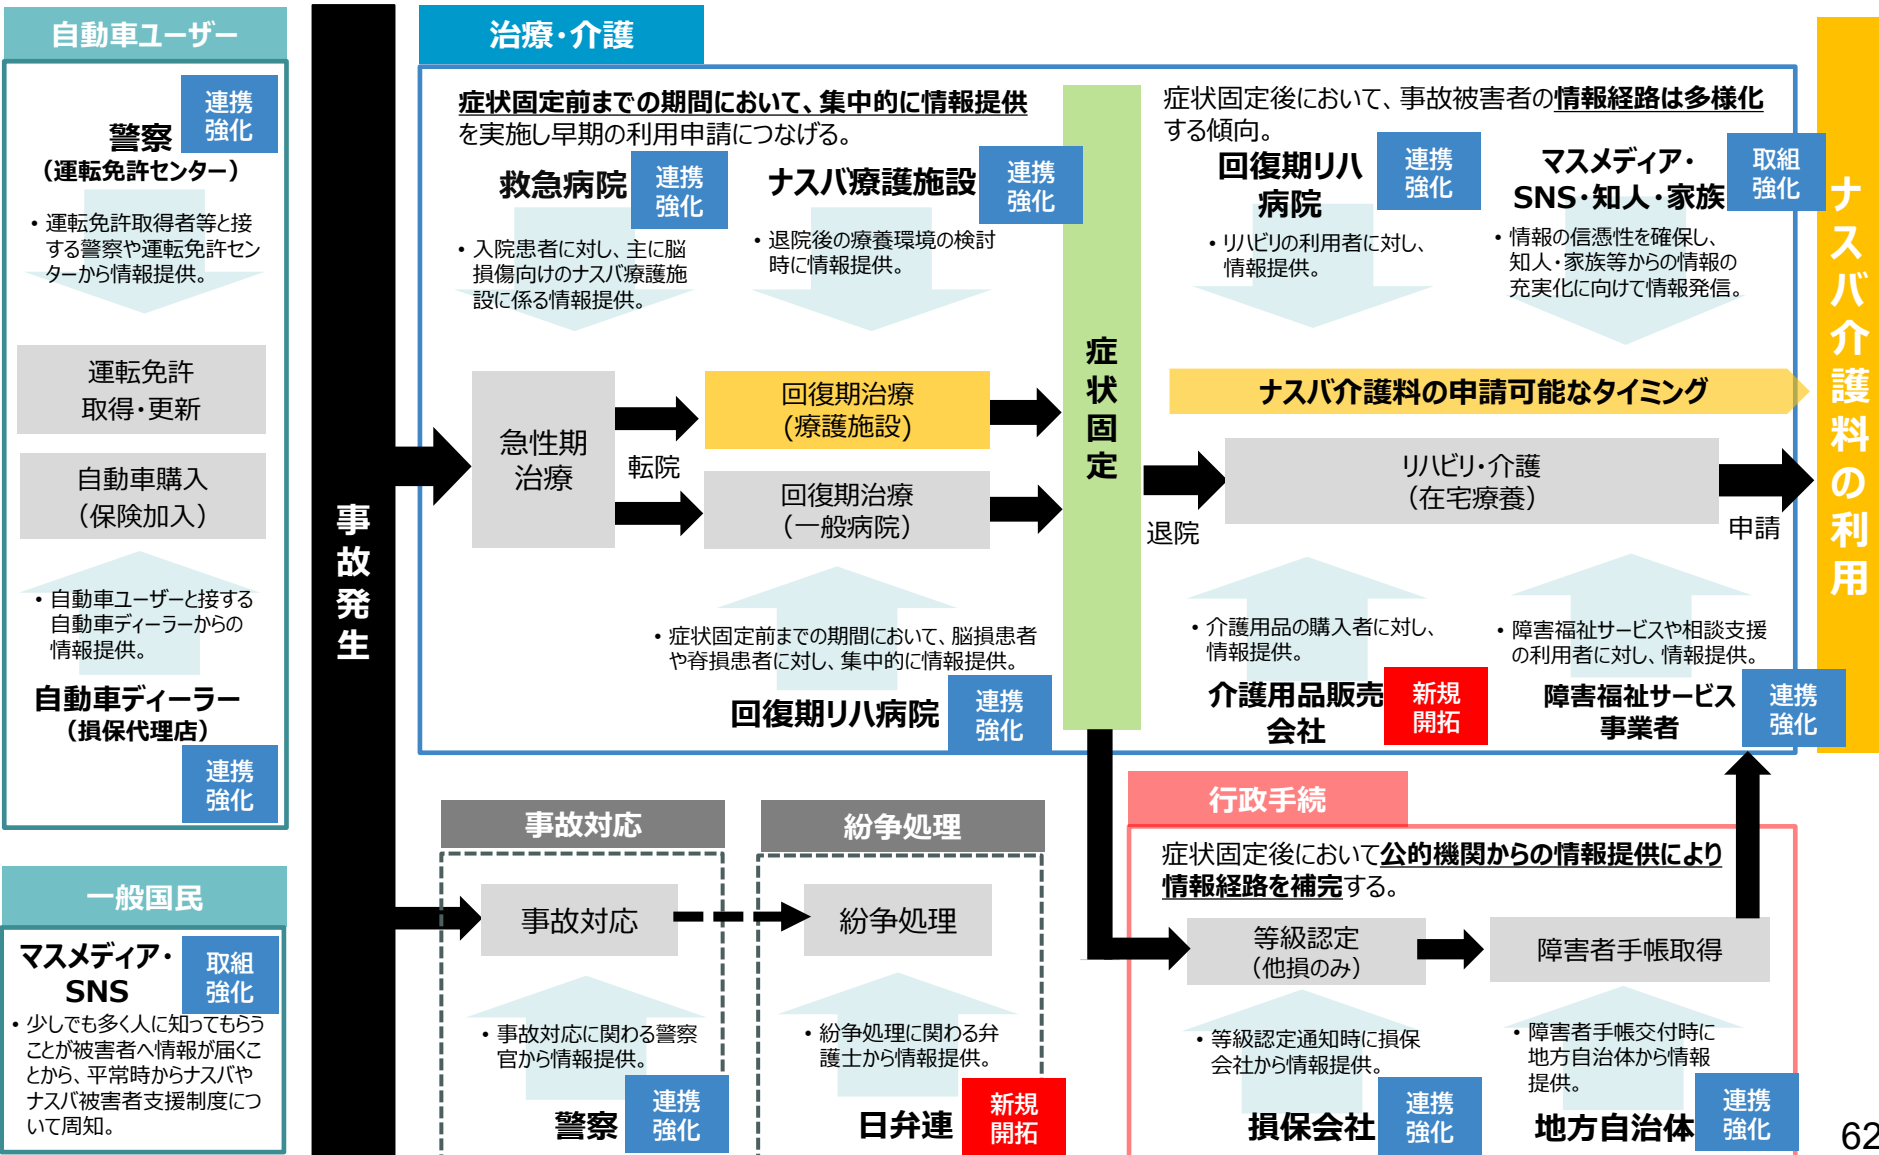 自動車ユーザー
連携
強化
警察
（運転免許センター）
• 運転免許取得者等と接
する警察や運転免許セン
ターから情報提供。
運転免許
取得・更新
自動車購入
（保険加入）
• 自動車ユーザーと接する
自動車ディーラーからの
情報提供。
自動車ディーラー
（損保代理店）
連携
強化
一般国民
マスメディア・
SNS
取組
強化
• 少しでも多く人に知ってもらう
ことが被害者へ情報が届くこ
とから、平常時からナスバや
ナスバ被害者支援制度につ
いて周知。
事故発生
治療・介護
症状固定前までの期間において、集中的に情報提供
を実施し早期の利用申請につなげる。
救急病院
連携
強化
• 入院患者に対し、主に脳
損傷向けのナスバ療護施
設に係る情報提供。
ナスバ療護施設
連携
強化
• 退院後の療養環境の検討
時に情報提供。
急性期
治療
転院
回復期治療
(療護施設)
回復期治療
（一般病院）
• 症状固定前までの期間において、脳損患者
や脊損患者に対し、集中的に情報提供。
回復期リハ病院
連携
強化
症状固定
症状固定後において、事故被害者の情報経路は多様化
する傾向。
回復期リハ
病院
連携
強化
• リハビリの利用者に対し、
情報提供。
マスメディア・
SNS・知人・家族
取組
強化
• 情報の信憑性を確保し、
知人・家族等からの情報の
充実化に向けて情報発信。
ナスバ介護料の申請可能なタイミング
退院
リハビリ・介護
（在宅療養）
申請
• 介護用品の購入者に対し、
情報提供。
介護用品販売
会社
新規
開拓
• 障害福祉サービスや相談支援
の利用者に対し、情報提供。
障害福祉サービス
事業者
連携
強化
ナスバ介護料の利用
事故対応
事故対応
• 事故対応に関わる警察
官から情報提供。
警察
連携
強化
紛争処理
紛争処理
• 紛争処理に関わる弁
護士から情報提供。
日弁連
新規
開拓
行政手続
症状固定後において公的機関からの情報提供により
情報経路を補完する。
等級認定
（他損のみ）
• 等級認定通知時に損保
会社から情報提供。
損保会社
連携
強化
障害者手帳取得
• 障害者手帳交付時に
地方自治体から情報
提供。
地方自治体
連携
強化
62